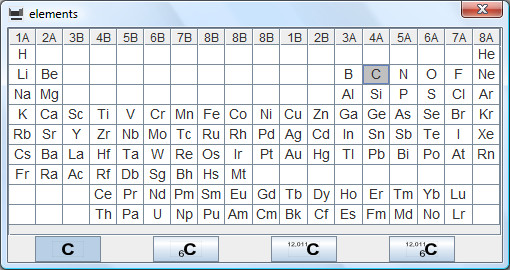 elements
1A 2A 3B 4B 5B 6B 7B 8B 8B 8B 1B 2B 3A 4A 5A 6A 7A 8A
H He
Li Be B C N O F Ne
Na Mg Al Si P S Cl Ar
K Ca Sc Ti V Cr Mn Fe Co Ni Cu Zn Ga Ge As Se Br Kr
Rb Sr Y Zr Nb Mo Tc Ru Rh Pd Ag Cd In Sn Sb Te I Xe
Cs Ba La Hf Ta W Re Os Ir Pt Au Hg Tl Pb Bi Po At Rn
Fr Ra Ac Rf Db Sg Bh Hs Mt
Ce Pr Nd Pm Sm Eu Gd Tb Dy Ho Er Tm Yb Lu
Th Pa U Np Pu Am Cm Bk Cf Es Fm Md No Lr
C 6C 12,011C 12,011 6C